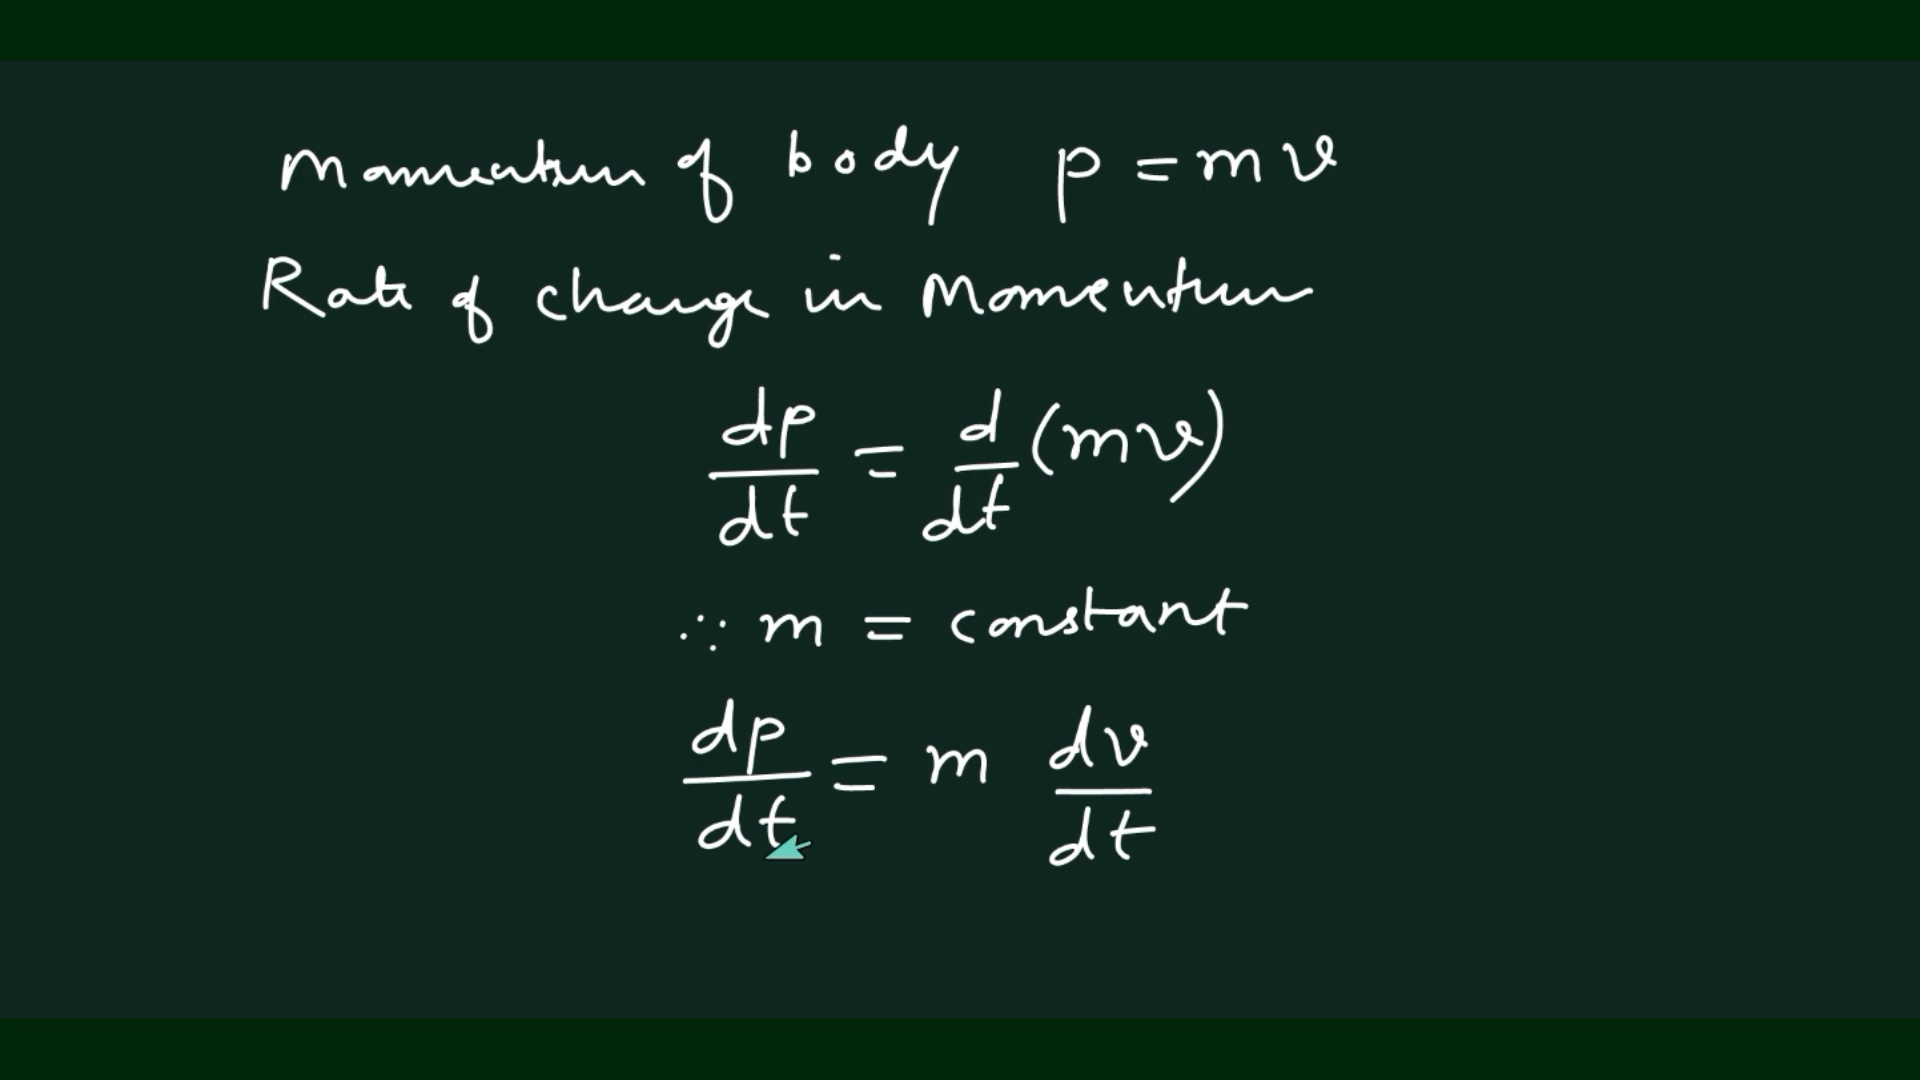 Momentum of body p = mv
Rate of change in Momentum
dp/dt = d/dt (mv)
∵ m = constant
dp/dt = m dv/dt